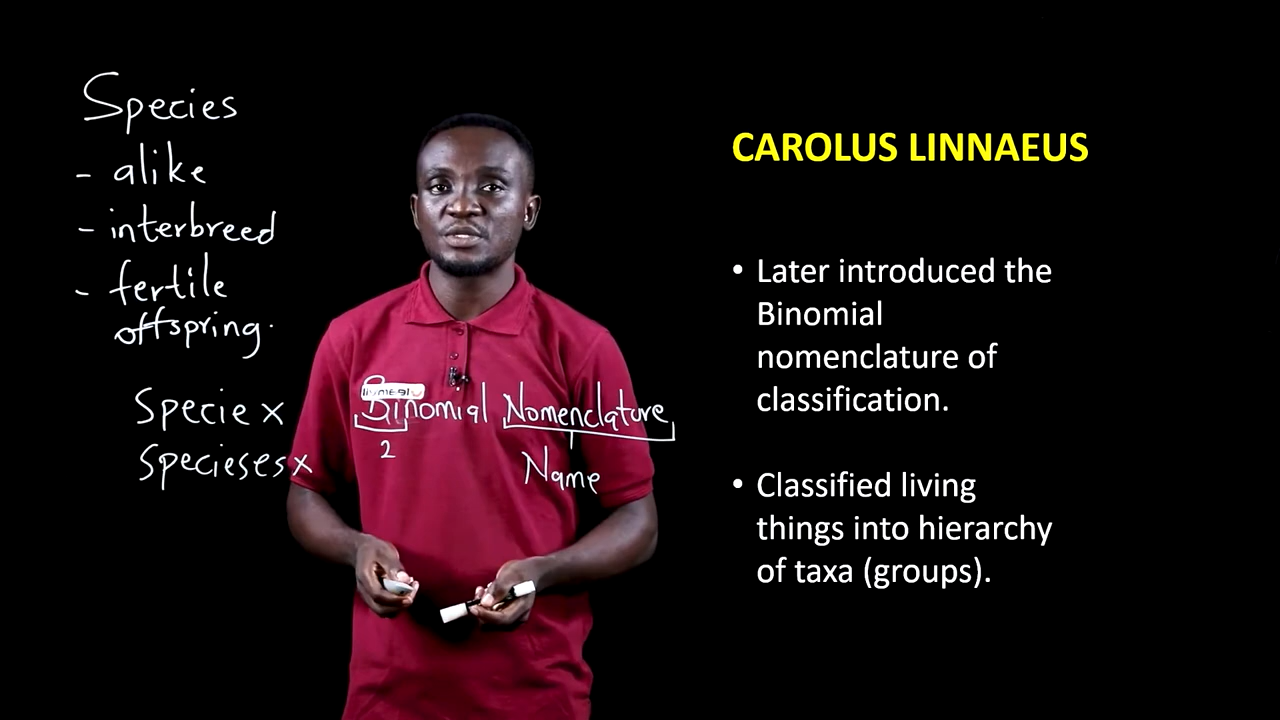 Species
- alike
- interbreed
- fertile
offspring.
Specie x
Specieses x
Binomial Nomenclature
2
Name
CAROLUS LINNAEUS
• Later introduced the
Binomial
nomenclature of
classification.
• Classified living
things into hierarchy
of taxa (groups).